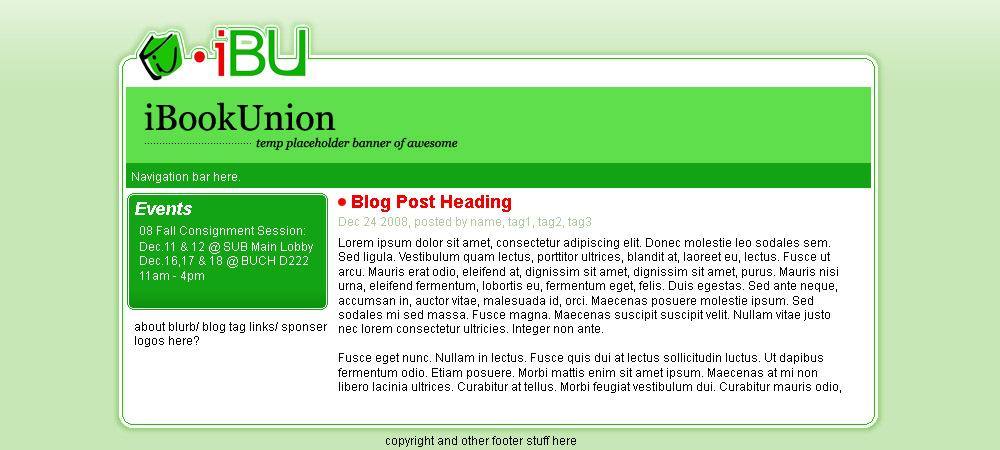 iBU
iBookUnion
temp placeholder banner of awesome
Navigation bar here.
Events
08 Fall Consignment Session:
Dec.11 & 12 @ SUB Main Lobby
Dec.16,17 & 18 @ BUCH D222
11am - 4pm
about blurb/ blog tag links/ sponser
logos here?
Blog Post Heading
Dec 24 2008, posted by name, tag1, tag2, tag3
Lorem ipsum dolor sit amet, consectetur adipiscing elit. Donec molestie leo sodales sem.
Sed ligula. Vestibulum quam lectus, porttitor ultrices, blandit at, laoreet eu, lectus. Fusce ut
arcu. Mauris erat odio, eleifend at, dignissim sit amet, dignissim sit amet, purus. Mauris nisi
urna, eleifend fermentum, lobortis eu, fermentum eget, felis. Duis egestas. Sed ante neque,
accumsan in, auctor vitae, malesuada id, orci. Maecenas posuere molestie ipsum. Sed
sodales mi sed massa. Fusce magna. Maecenas suscipit suscipit velit. Nullam vitae justo
nec lorem consectetur ultricies. Integer non ante.
Fusce eget nunc. Nullam in lectus. Fusce quis dui at lectus sollicitudin luctus. Ut dapibus
fermentum odio. Etiam posuere. Morbi mattis enim sit amet ipsum. Maecenas at mi non
libero lacinia ultrices. Curabitur at tellus. Morbi feugiat vestibulum dui. Curabitur mauris odio,
copyright and other footer stuff here